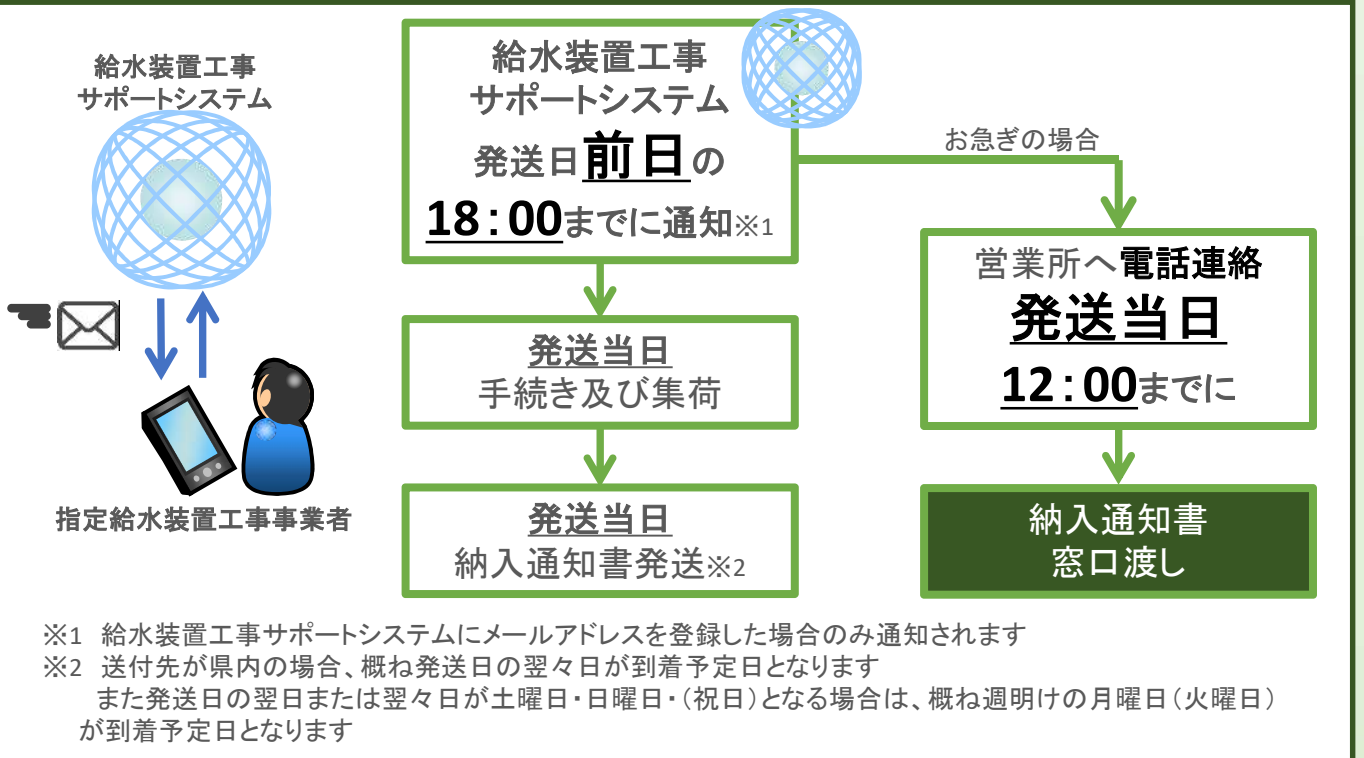 給水装置工事
サポートシステム
指定給水装置工事事業者
給水装置工事
サポートシステム
発送日前日の
18:00までに通知※1
発送当日
手続き及び集荷
発送当日
納入通知書発送※2
お急ぎの場合
営業所へ電話連絡
発送当日
12:00までに
納入通知書
窓口渡し
※1 給水装置工事サポートシステムにメールアドレスを登録した場合のみ通知されます
※2 送付先が県内の場合、概ね発送日の翌々日が到着予定日となります
また発送日の翌日または翌々日が土曜日・日曜日・(祝日)となる場合は、概ね週明けの月曜日(火曜日)
が到着予定日となります